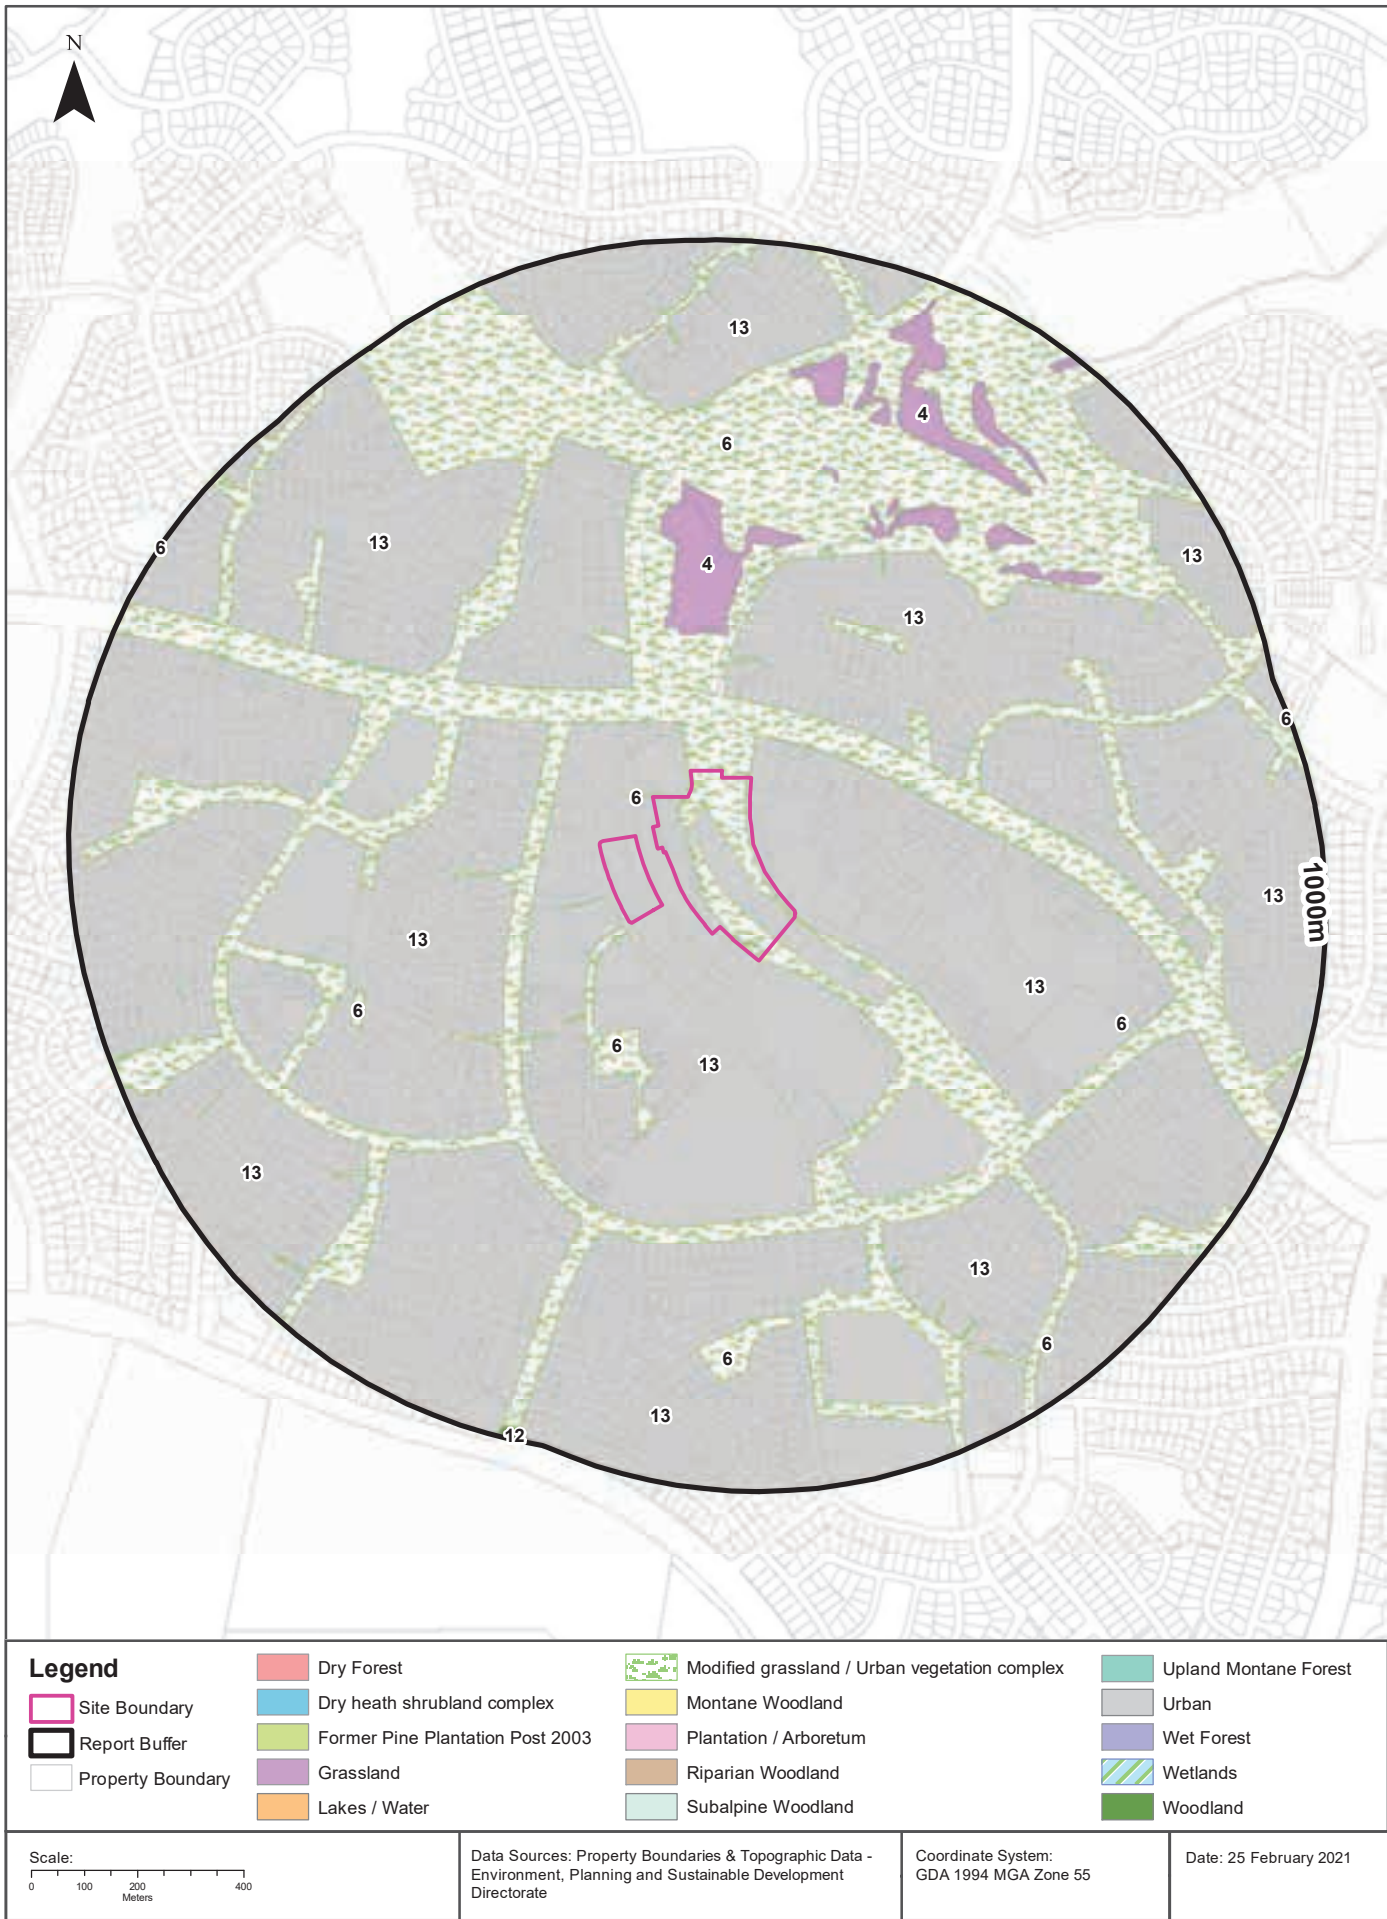 N
13
4
6
13
6
4
13
13
6
6
13
1000m
13
13
6
6
6
13
13
13
6
6
13
12
Legend
Site Boundary
Report Buffer
Property Boundary
Dry Forest
Dry heath shrubland complex
Former Pine Plantation Post 2003
Grassland
Lakes / Water
Modified grassland / Urban vegetation complex
Montane Woodland
Plantation / Arboretum
Riparian Woodland
Subalpine Woodland
Upland Montane Forest
Urban
Wet Forest
Wetlands
Woodland
Scale:
0 100 200 400
Meters
Data Sources: Property Boundaries & Topographic Data -
Environment, Planning and Sustainable Development
Directorate
Coordinate System:
GDA 1994 MGA Zone 55
Date: 25 February 2021